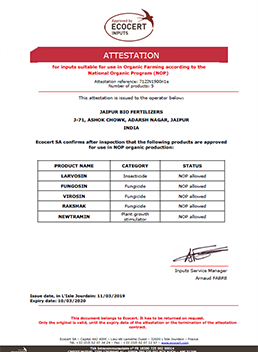 Approved by
ECOCERT
INPUTS
ATTESTATION
for inputs suitable for use in Organic Farming according to the
National Organic Program (NOP)
Attestation reference:
Number of products: 5
This attestation is issued to the operator below:
JAIPUR BIO FERTILIZERS
J-71, ASHOK CHOWK, ADARSH NAGAR, JAIPUR
INDIA
Ecocert SA confirms after inspection that the following products are approved
for use in NOP organic production:
PRODUCT NAME CATEGORY STATUS
LARVOSIN Insecticide NOP allowed
FUNGOSIN Fungicide NOP allowed
VIROSIN Fungicide NOP allowed
RAKSHAK Fungicide NOP allowed
NEWTRAMIN Plant growth stimulator NOP allowed
Inputs Service Manager
Arnaud FABRE
Issue date, in L'Isle Jourdain: 11/03/2019
Expiry date: 10/03/2020
This document belongs to Ecocert. It has to be returned on request.
Only the original is valid, until the expiry date of the attestation or the termination of the attestation
contract.